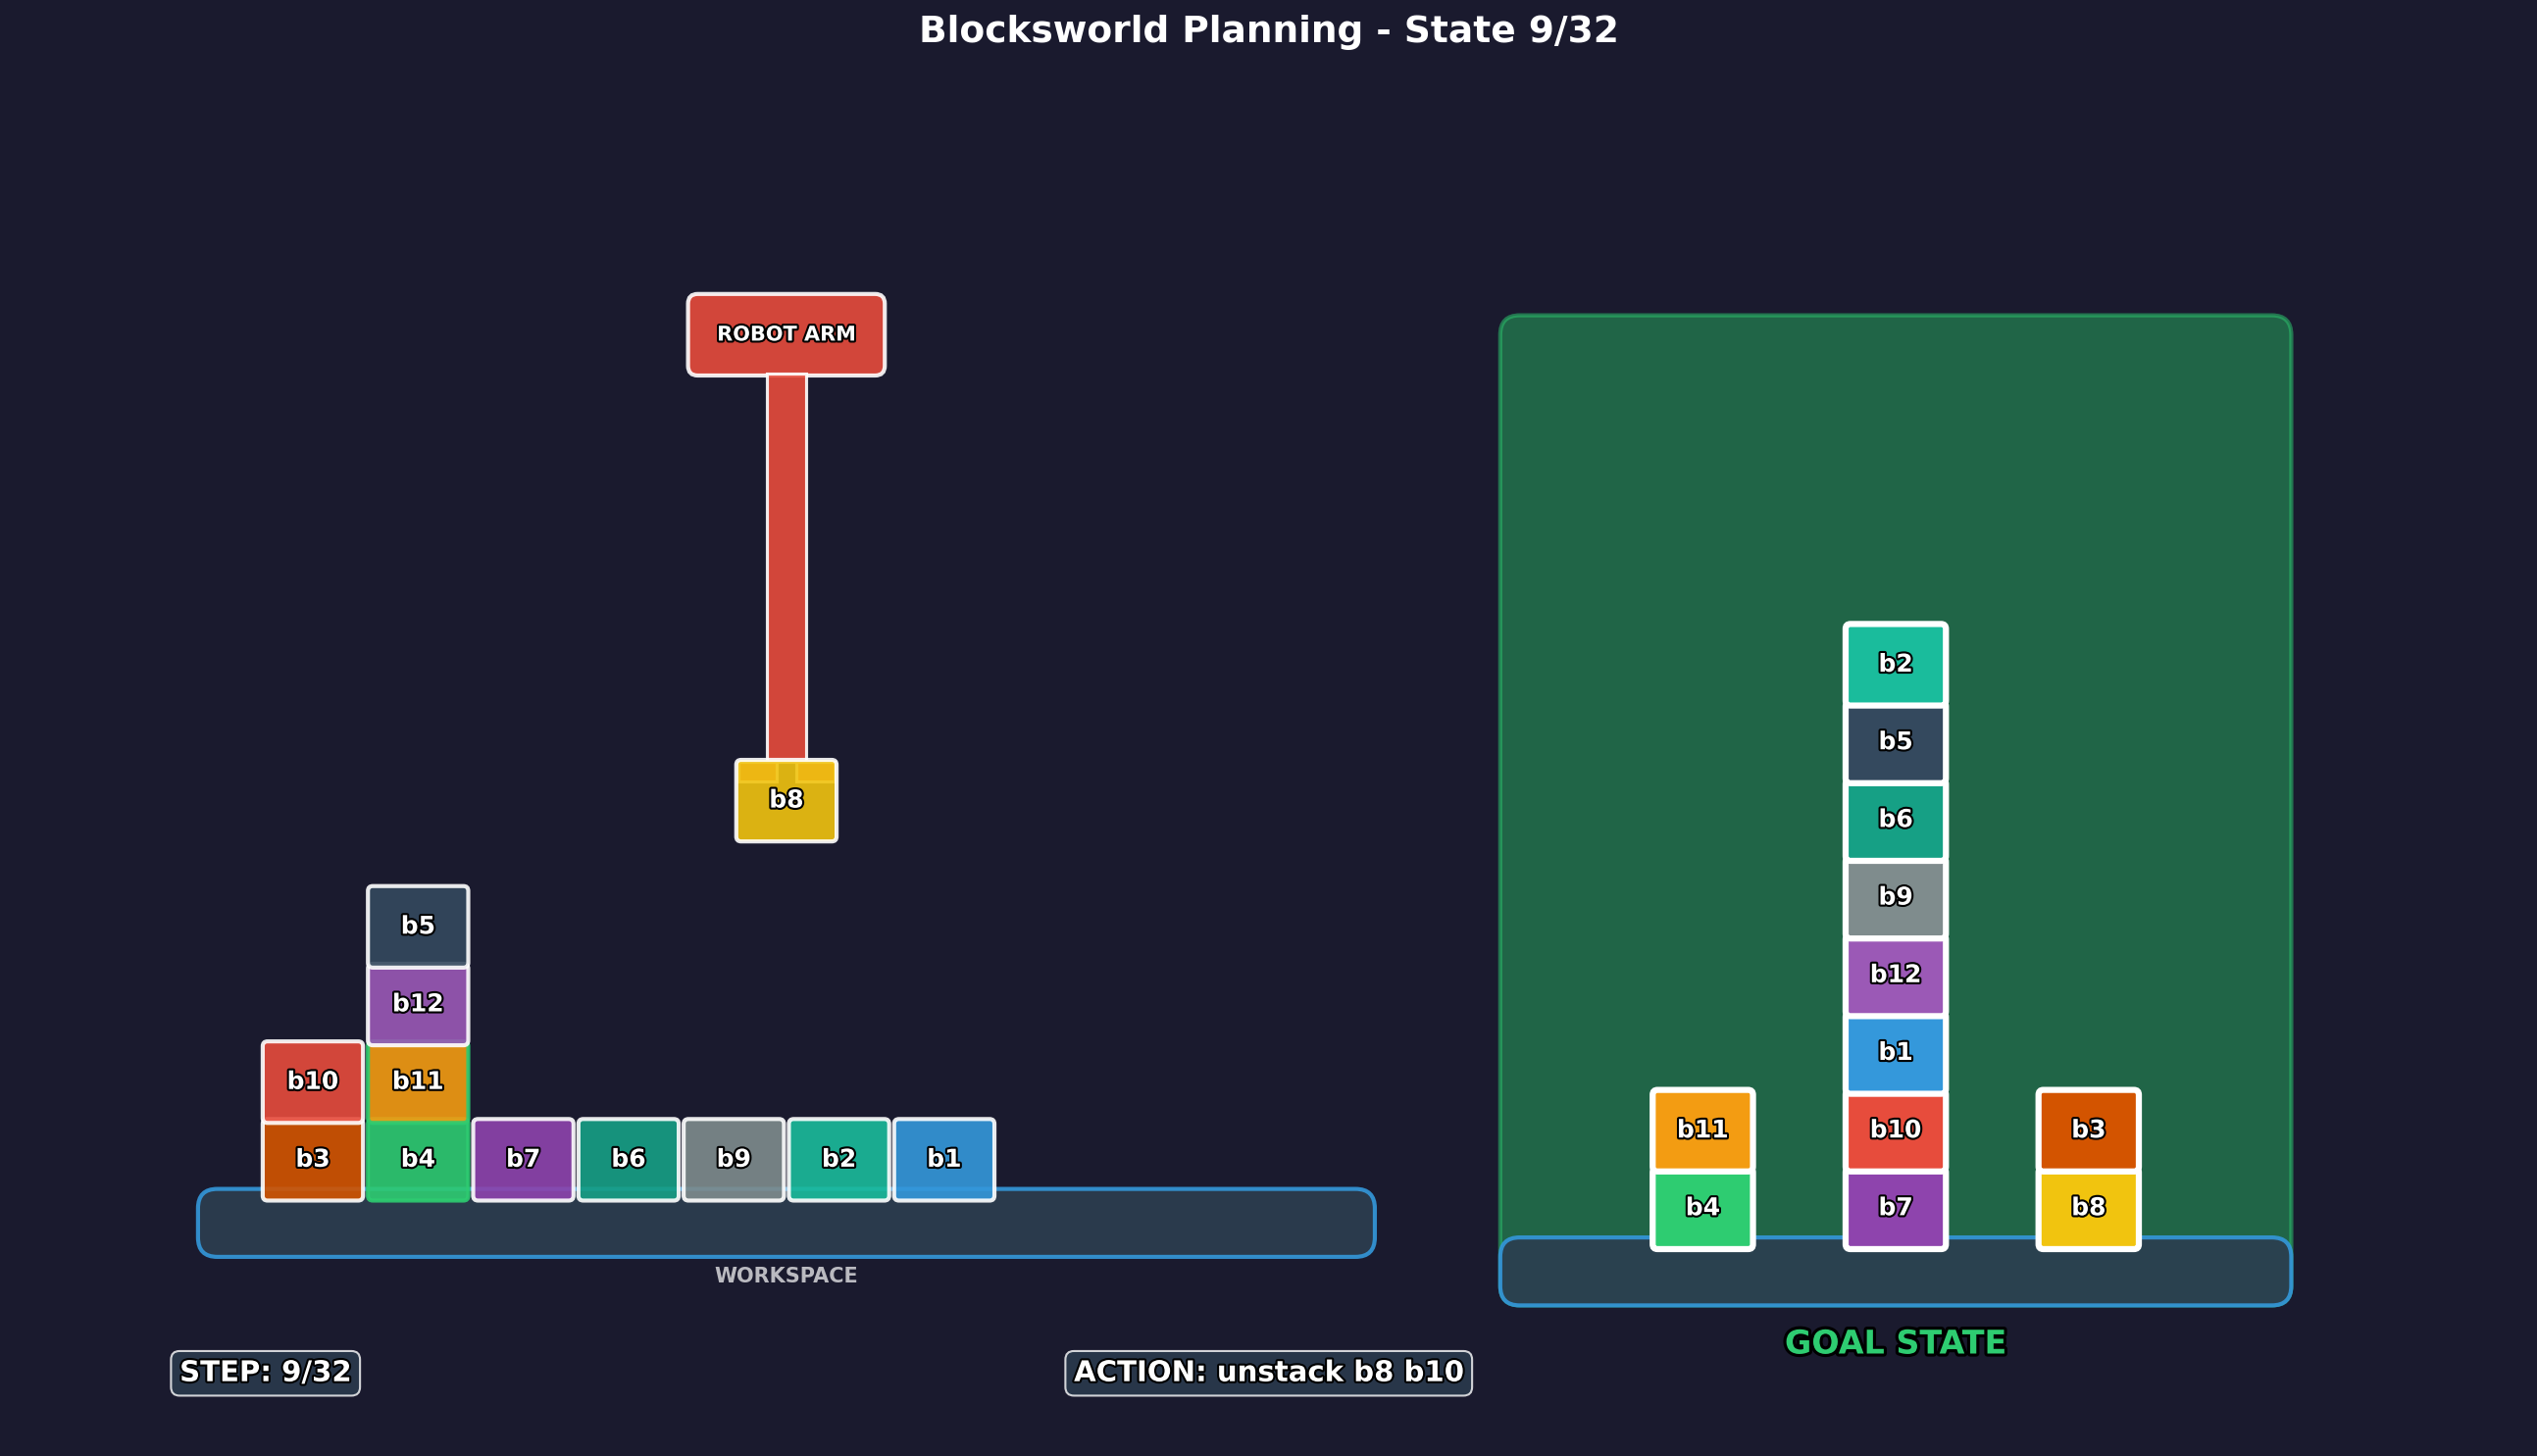 Blocksworld Planning - State 9/32
ROBOT ARM
b8
b5
b12
b10
b11
b3
b4
b7
b6
b9
b2
b1
WORKSPACE
b2
b5
b6
b9
b12
b1
b11
b10
b3
b4
b7
b8
GOAL STATE
STEP: 9/32
ACTION: unstack b8 b10